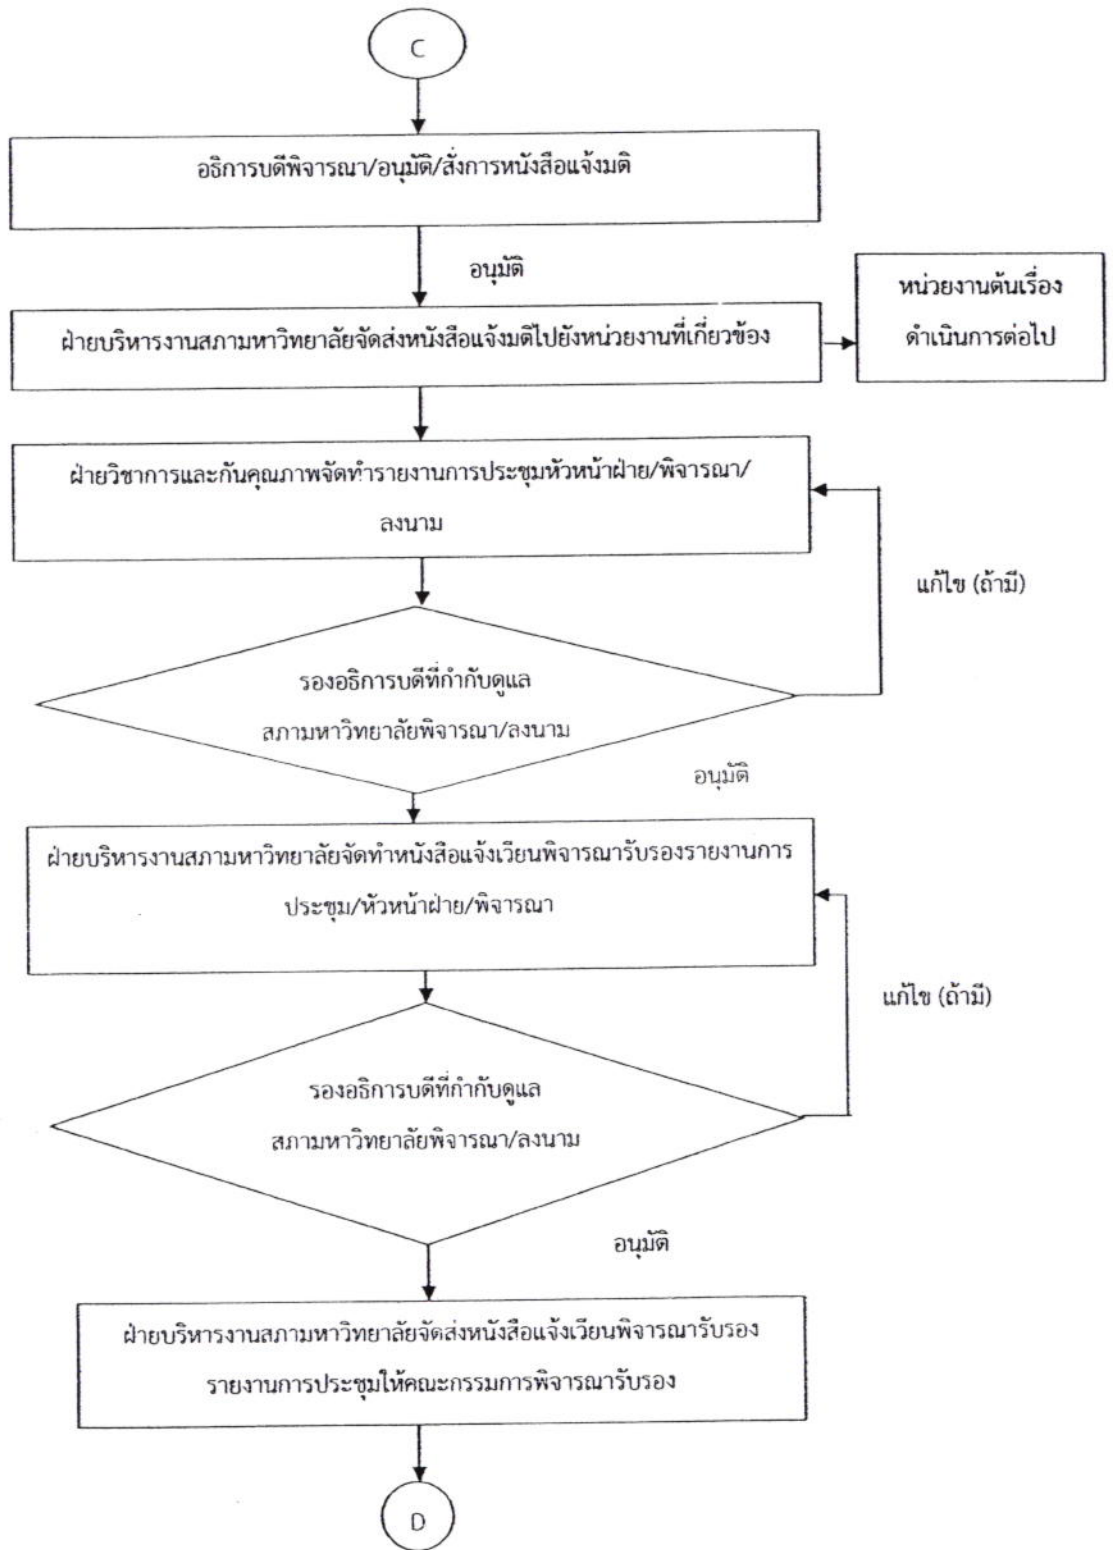 C
อธิการบดีพิจารณา/อนุมัติ/สั่งการหนังสือแจ้งมติ
อนุมัติ
ฝ่ายบริหารงานสภามหาวิทยาลัยจัดส่งหนังสือแจ้งมติไปยังหน่วยงานที่เกี่ยวข้อง
หน่วยงานต้นเรื่อง
ดำเนินการต่อไป
ฝ่ายวิชาการและกันคุณภาพจัดทำรายงานการประชุมหัวหน้าฝ่าย/พิจารณา/
ลงนาม
แก้ไข (ถ้ามี)
รองอธิการบดีที่กำกับดูแล
สภามหาวิทยาลัยพิจารณา/ลงนาม
อนุมัติ
ฝ่ายบริหารงานสภามหาวิทยาลัยจัดทำหนังสือแจ้งเวียนพิจารณารับรองรายงานการ
ประชุม/หัวหน้าฝ่าย/พิจารณา
แก้ไข (ถ้ามี)
รองอธิการบดีที่กำกับดูแล
สภามหาวิทยาลัยพิจารณา/ลงนาม
อนุมัติ
ฝ่ายบริหารงานสภามหาวิทยาลัยจัดส่งหนังสือแจ้งเวียนพิจารณารับรอง
รายงานการประชุมให้คณะกรรมการพิจารณารับรอง
D